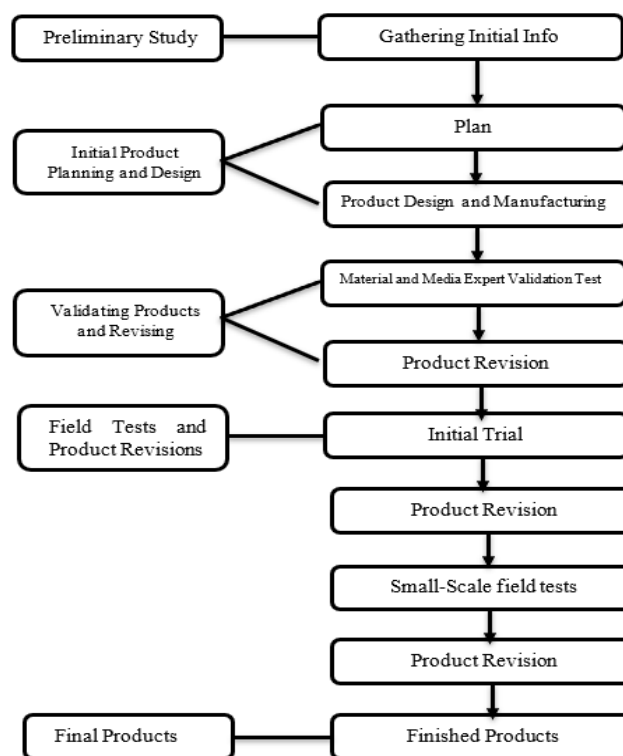 Preliminary Study
Gathering Initial Info
Plan
Initial Product
Planning and Design
Product Design and Manufacturing
Material and Media Expert Validation Test
Validating Products
and Revising
Product Revision
Field Tests and
Product Revisions
Initial Trial
Product Revision
Small-Scale field tests
Product Revision
Final Products
Finished Products